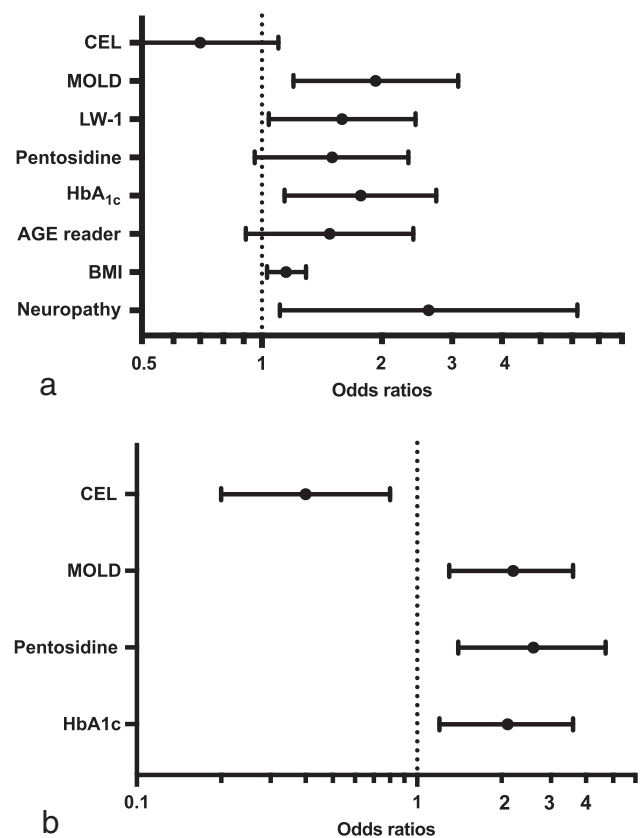 CEL
MOLD
LW-1
Pentosidine
HbA1c
AGE reader
BMI
Neuropathy
0.5 1 2 3 4
Odds ratios
a
CEL
MOLD
Pentosidine
HbA1c
0.1 1 2 3 4
Odds ratios
b